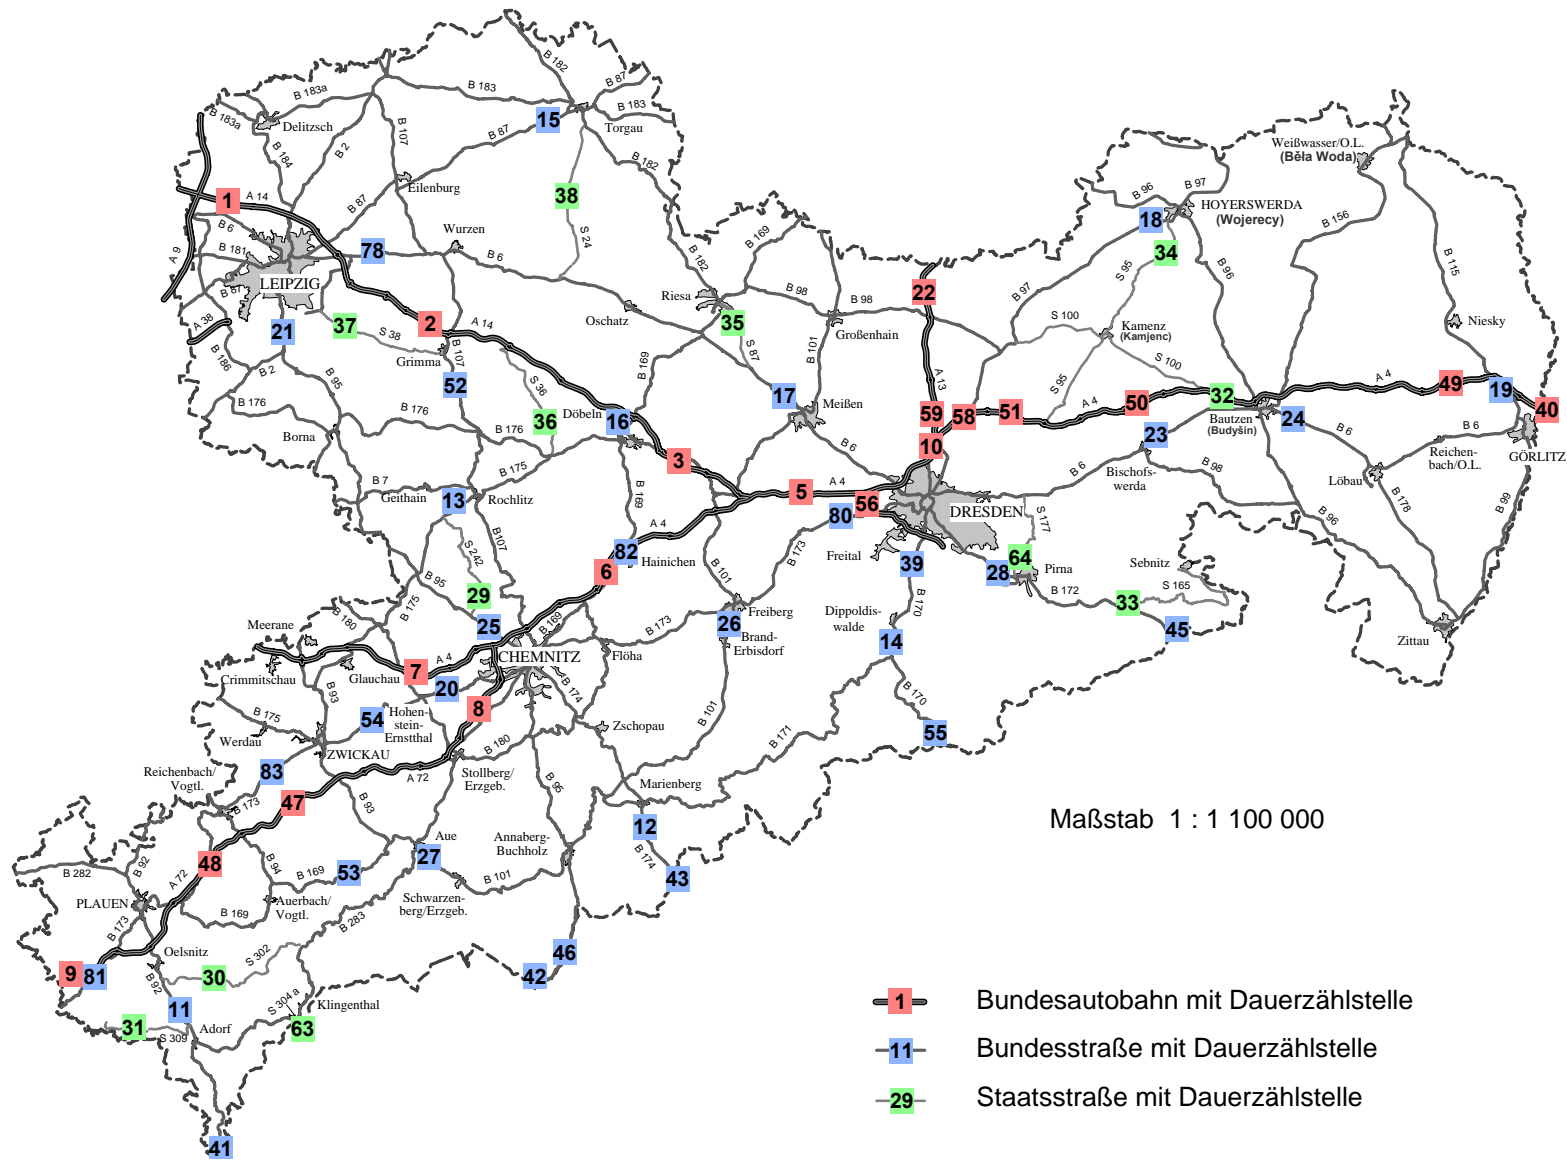 B 182
B 87
B 183
B 183a
B 183
B 183a
15
Delitzsch
Torgau
B 87
B 107
B 2
B 184
B 182
Weißwasser/O.L.
(Běla Woda)
Eilenburg
B 96
B 97
1
A 14
38
B 87
HOYERSWERDA
(Wojerecy)
18
B 156
B 6
Wurzen
S 24
B 169
B 181
78
B 6
34
A 9
B 182
S 95
B 96
B 115
LEIPZIG
B 87
Riesa
B 98
22
B 97
B 98
Oschatz
A 38
21
37
2
A 14
35
Großenhain
S 100
Kamenz
(Kamjenc)
Niesky
S 38
Grimma
B 107
S 87
B 101
S 100
B 186
B 2
S 36
B 169
A 13
A 4
49
19
52
17
B 95
B 176
B 176
Meißen
S 95
A 4
50
32
40
Döbeln
16
36
59
58
51
Bautzen
(Budyšin)
24
Borna
B 176
10
23
B 6
B 6
GÖRLITZ
B 6
Reichen-
bach/O.L.
3
Bischofs-
werda
B 6
B 98
B 175
Löbau
B 7
Geithain
13
Rochlitz
B 169
5
A 4
56
DRESDEN
B 178
B 99
80
S 177
B 96
B107
A 4
S 242
82
Hainichen
B 173
Freital
39
64
28
Pirna
Sebnitz
6
B 101
B 95
B 175
29
S 165
B 172
33
B 180
Freiberg
B 170
Dippoldis-
walde
Meerane
25
B 169
B 173
26
Brand-
Erbisdorf
14
45
Zittau
CHEMNITZ
Flöha
A 4
7
Crimmitschau
Glauchau
20
B 93
B 174
B 170
8
B 101
B 175
54
Hohen-
stein-
Ernstthal
Zschopau
55
Werdau
ZWICKAU
B 180
B 171
Reichenbach/
Vogtl.
83
A 72
Stollberg/
Erzgeb.
B 95
Marienberg
47
B 173
B 93
12
Maßstab 1 : 1 100 000
Aue
Annaberg-
Buchholz
B 92
48
B 94
27
B 174
B 282
A 72
B 169
53
43
B 101
PLAUEN
Auerbach/
Vogtl.
Schwarzen-
berg/Erzgeb.
B 169
B 283
B 173
Oelsnitz
S 302
46
9
81
B 92
30
42
S 304 a
Klingenthal
11
1
Bundesautobahn mit Dauerzählstelle
31
S 309
Adorf
63
11
Bundesstraße mit Dauerzählstelle
29
Staatsstraße mit Dauerzählstelle
41